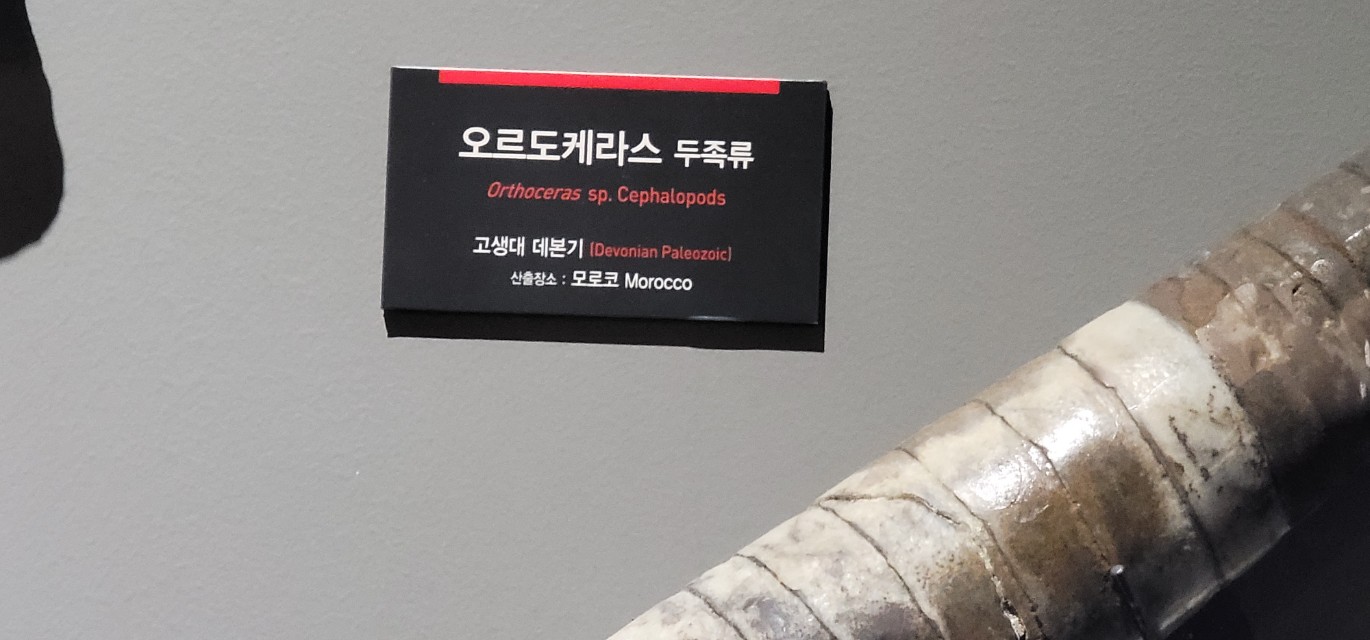 오르도케라스 두족류
Orthoceras sp. Cephalopods
고생대 데본기 (Devonian Paleozoic)
산출장소 : 모로코 Morocco